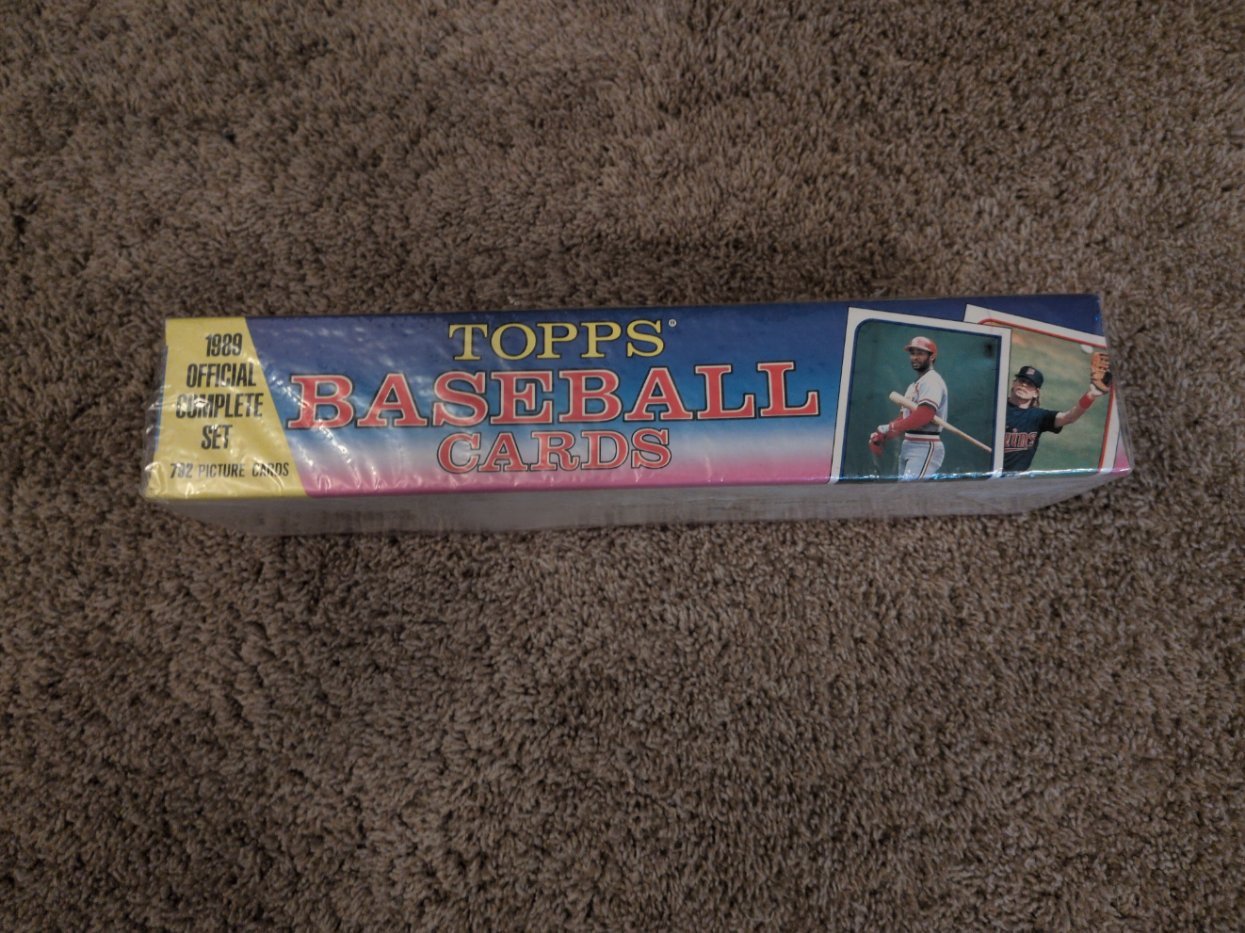 1989
OFFICIAL
COMPLETE
SET
792 PICTURE CARDS
TOPPS®
BASEBALL
CARDS